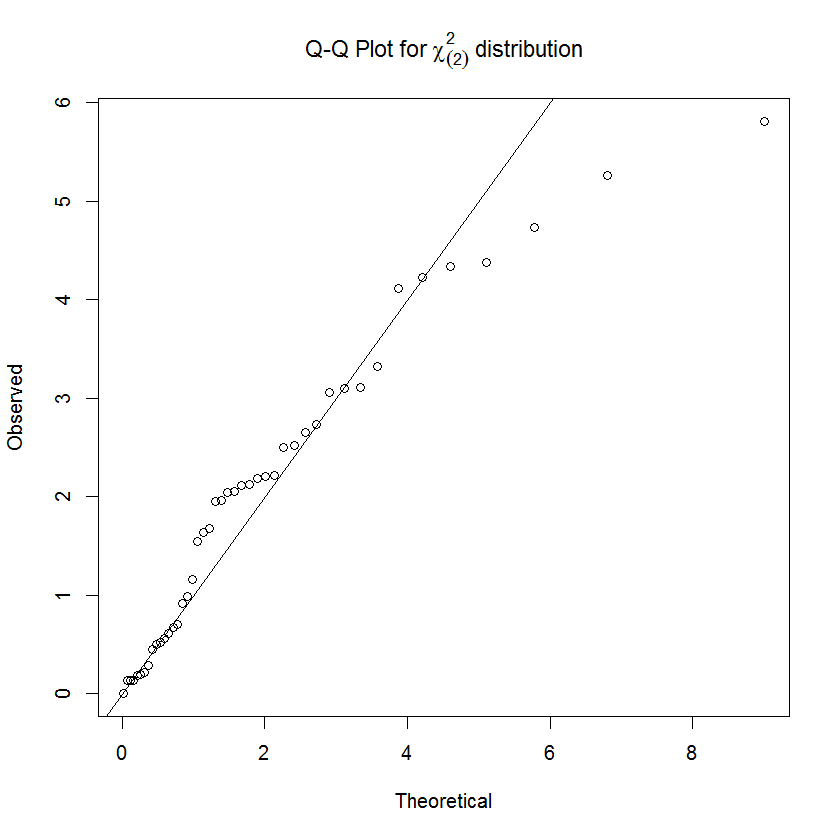 Q-Q Plot for χ²₍₂₎ distribution
Observed
6
5
4
3
2
1
0
0 2 4 6 8
Theoretical